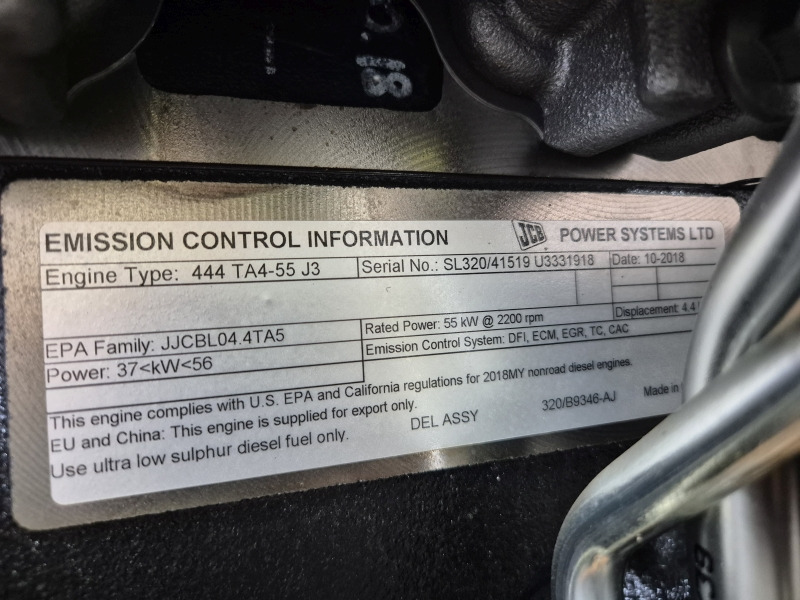 0.18
EMISSION CONTROL INFORMATION JCB POWER SYSTEMS LTD
Engine Type: 444 TA4-55 J3 Serial No.: SL320/41519 U3331918 Date: 10-2018
EPA Family: JJCBL04.4TA5 Rated Power: 55 kW @ 2200 rpm Displacement: 4.4
Power: 37<kW<56 Emission Control System: DFI, ECM, EGR, TC, CAC
This engine complies with U.S. EPA and California regulations for 2018MY nonroad diesel engines.
EU and China: This engine is supplied for export only.
Use ultra low sulphur diesel fuel only. DEL ASSY 320/B9346-AJ Made in